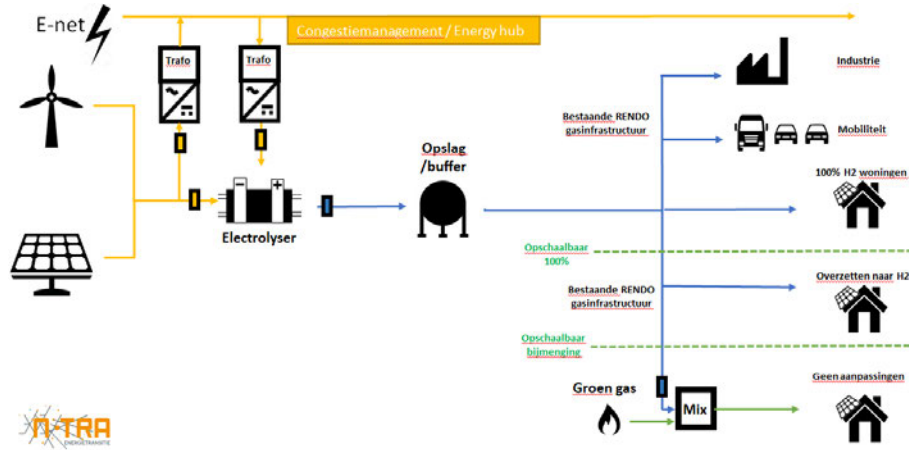 E-net
Congestiemanagement / Energy hub
Trafo
Trafo
Industrie
Bestaande RENDO
gasinfrastructuur
Mobiliteit
Opslag
/buffer
100% H2 woningen
Electrolyser
Opschaalbaar
100%
Overzetten naar H2
Bestaande RENDO
gasinfrastructuur
Opschaalbaar
bijmenging
Geen aanpassingen
Groen gas
Mix
N-TRA
ENERGIETRANSITIE